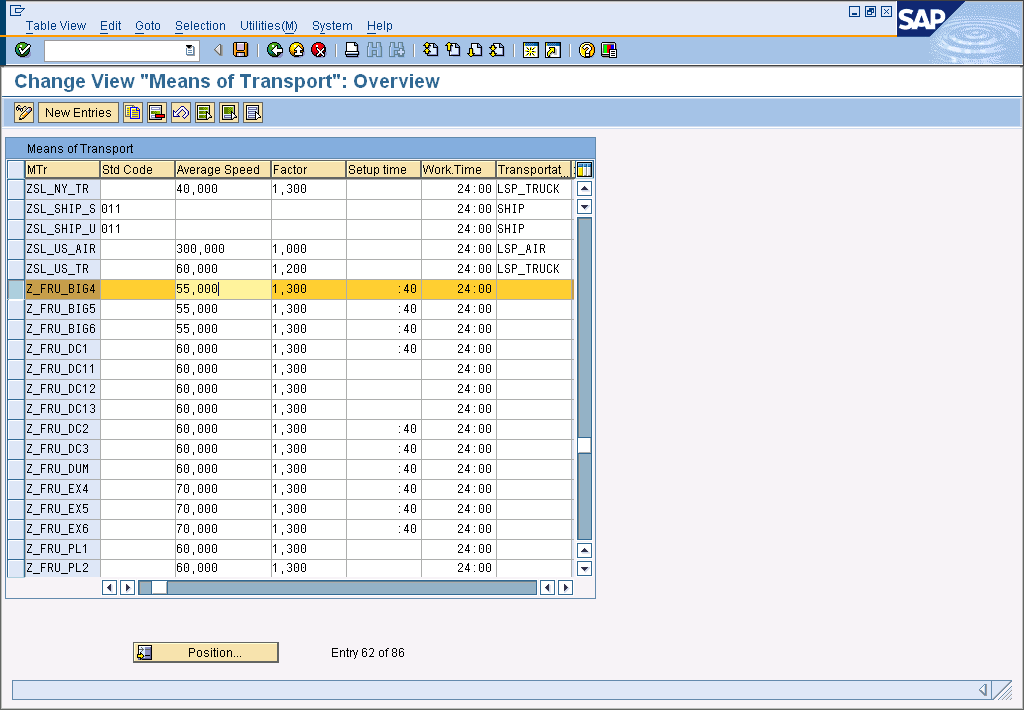 Table View Edit Goto Selection Utilities(M) System Help
SAP
Change View "Means of Transport": Overview
New Entries
Means of Transport
MTr Std Code Average Speed Factor Setup time Work.Time Transportat...
ZSL_NY_TR 40,000 1,300 24:00 LSP_TRUCK
ZSL_SHIP_S 011 24:00 SHIP
ZSL_SHIP_U 011 24:00 SHIP
ZSL_US_AIR 300,000 1,000 24:00 LSP_AIR
ZSL_US_TR 60,000 1,200 24:00 LSP_TRUCK
Z_FRU_BIG4 55,000 1,300 :40 24:00
Z_FRU_BIG5 55,000 1,300 :40 24:00
Z_FRU_BIG6 55,000 1,300 :40 24:00
Z_FRU_DC1 60,000 1,300 :40 24:00
Z_FRU_DC11 60,000 1,300 24:00
Z_FRU_DC12 60,000 1,300 24:00
Z_FRU_DC13 60,000 1,300 24:00
Z_FRU_DC2 60,000 1,300 :40 24:00
Z_FRU_DC3 60,000 1,300 :40 24:00
Z_FRU_DUM 60,000 1,300 :40 24:00
Z_FRU_EX4 70,000 1,300 :40 24:00
Z_FRU_EX5 70,000 1,300 :40 24:00
Z_FRU_EX6 70,000 1,300 :40 24:00
Z_FRU_PL1 60,000 1,300 24:00
Z_FRU_PL2 60,000 1,300 24:00
Position... Entry 62 of 86